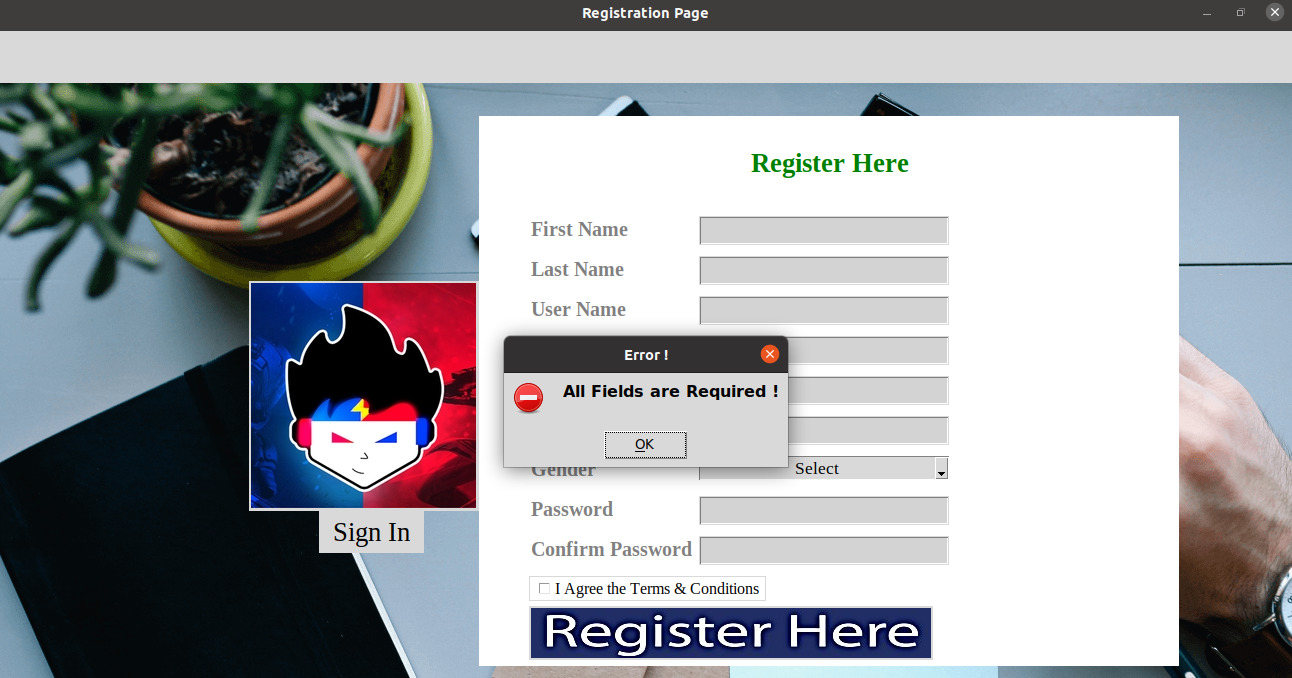 Registration Page
Register Here
First Name
Last Name
User Name
Error !
All Fields are Required !
OK
Gender
Select
Password
Confirm Password
Sign In
I Agree the Terms & Conditions
Register Here